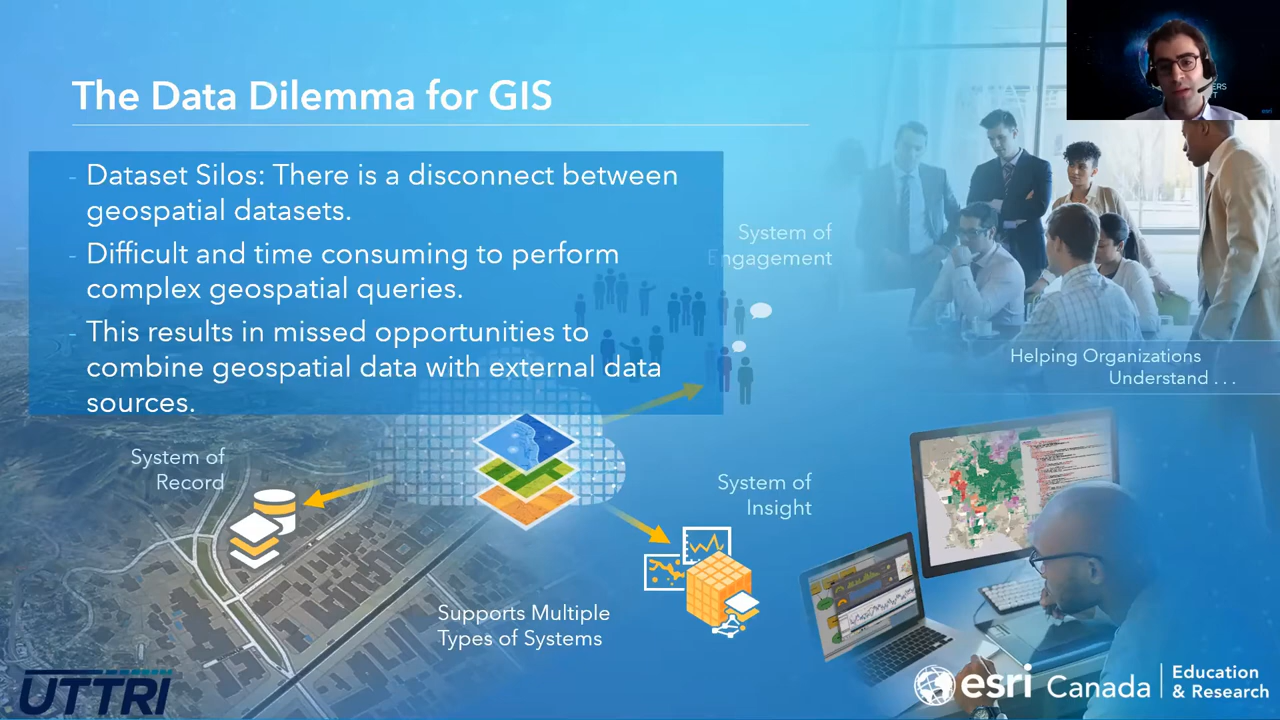 The Data Dilemma for GIS
- Dataset Silos: There is a disconnect between
geospatial datasets.
- Difficult and time consuming to perform
complex geospatial queries.
- This results in missed opportunities to
combine geospatial data with external data
sources.
System of
Engagement
Helping Organizations
Understand . . .
System of
Record
System of
Insight
Supports Multiple
Types of Systems
UTTRI
esri Canada
Education
& Research
esri